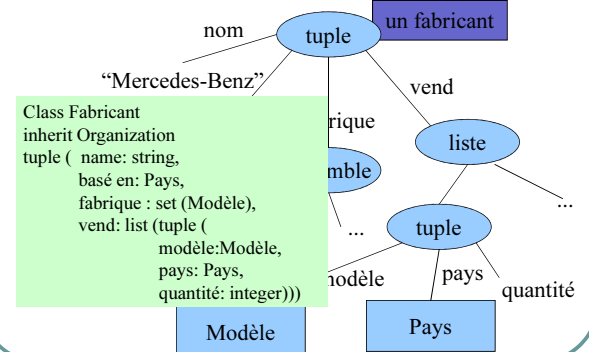 un fabricant
nom
tuple
“Mercedes-Benz”
vend
Class Fabricant
inherit Organization
tuple ( name: string,
basé en: Pays,
fabrique : set (Modèle),
vend: list (tuple (
modèle:Modèle,
pays: Pays,
quantité: integer)))
rique
liste
mble
...
...
tuple
nodèle
pays
quantité
Modèle
Pays